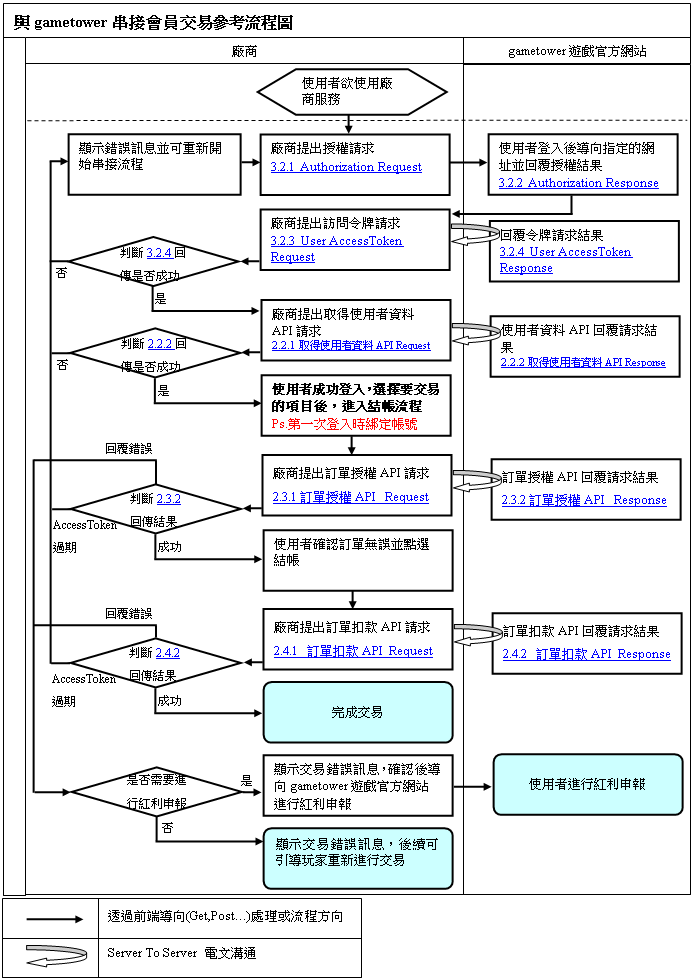 與 gametower 串接會員交易參考流程圖
廠商
gametower 遊戲官方網站
使用者欲使用廠
商服務
顯示錯誤訊息並可重新開
始串接流程
廠商提出授權請求
3.2.1 Authorization Request
使用者登入後導向指定的網
址並回覆授權結果
3.2.2 Authorization Response
廠商提出訪問令牌請求
3.2.3 User AccessToken
Request
回覆令牌請求結果
3.2.4 User AccessToken
Response
判斷 3.2.4 回
傳是否成功
否
是
廠商提出取得使用者資料
API 請求
2.2.1 取得使用者資料 API Request
使用者資料 API 回覆請求結
果
2.2.2 取得使用者資料 API Response
判斷 2.2.2 回
傳是否成功
否
是
使用者成功登入,選擇要交易
的項目後，進入結帳流程
Ps.第一次登入時綁定帳號
回覆錯誤
廠商提出訂單授權 API 請求
2.3.1 訂單授權 API Request
訂單授權 API 回覆請求結果
2.3.2 訂單授權 API Response
判斷 2.3.2
回傳結果
AccessToken
過期
成功
使用者確認訂單無誤並點選
結帳
回覆錯誤
廠商提出訂單扣款 API 請求
2.4.1 訂單扣款 API Request
訂單扣款 API 回覆請求結果
2.4.2 訂單扣款 API Response
判斷 2.4.2
回傳結果
AccessToken
過期
成功
完成交易
是否需要進
行紅利申報
是
否
顯示交易錯誤訊息,確認後導
向 gametower 遊戲官方網站
進行紅利申報
使用者進行紅利申報
顯示交易錯誤訊息，後續可
引導玩家重新進行交易
透過前端導向(Get,Post…)處理或流程方向
Server To Server 電文溝通